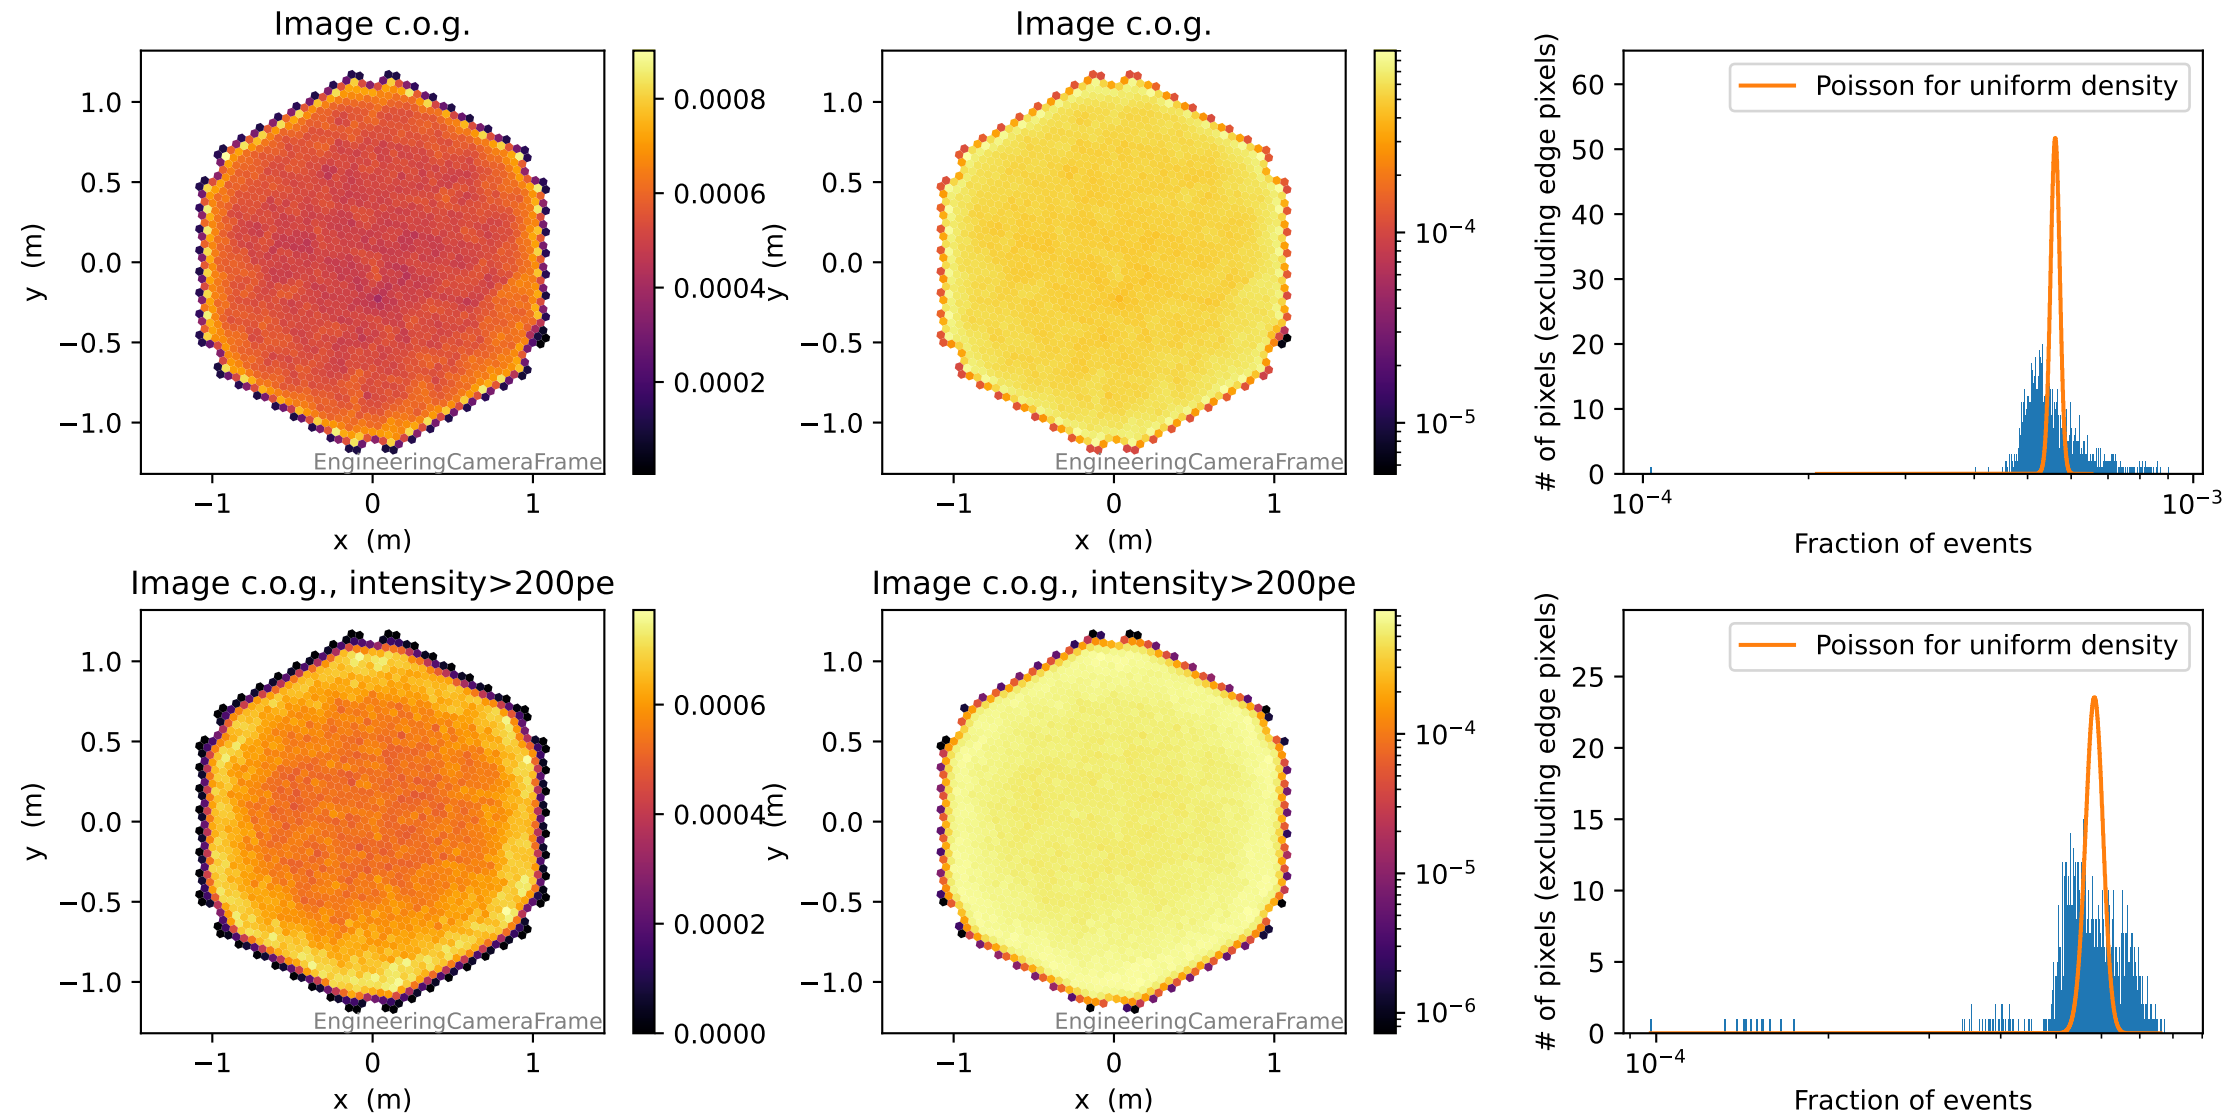 Image c.o.g.
1.0
0.5
0.0
−0.5
−1.0
y (m)
−1
0
1
x (m)
EngineeringCameraFrame
0.0008
0.0006
0.0004
0.0002
Image c.o.g.
1.0
0.5
0.0
−0.5
−1.0
y (m)
−1
0
1
x (m)
EngineeringCameraFrame
10⁻⁴
10⁻⁵
# of pixels (excluding edge pixels)
60
50
40
30
20
10
0
Poisson for uniform density
10⁻⁴
10⁻³
Fraction of events
Image c.o.g., intensity>200pe
1.0
0.5
0.0
−0.5
−1.0
y (m)
−1
0
1
x (m)
EngineeringCameraFrame
0.0006
0.0004
0.0002
0.0000
Image c.o.g., intensity>200pe
1.0
0.5
0.0
−0.5
−1.0
y (m)
−1
0
1
x (m)
EngineeringCameraFrame
10⁻⁴
10⁻⁵
10⁻⁶
# of pixels (excluding edge pixels)
25
20
15
10
5
0
Poisson for uniform density
10⁻⁴
Fraction of events